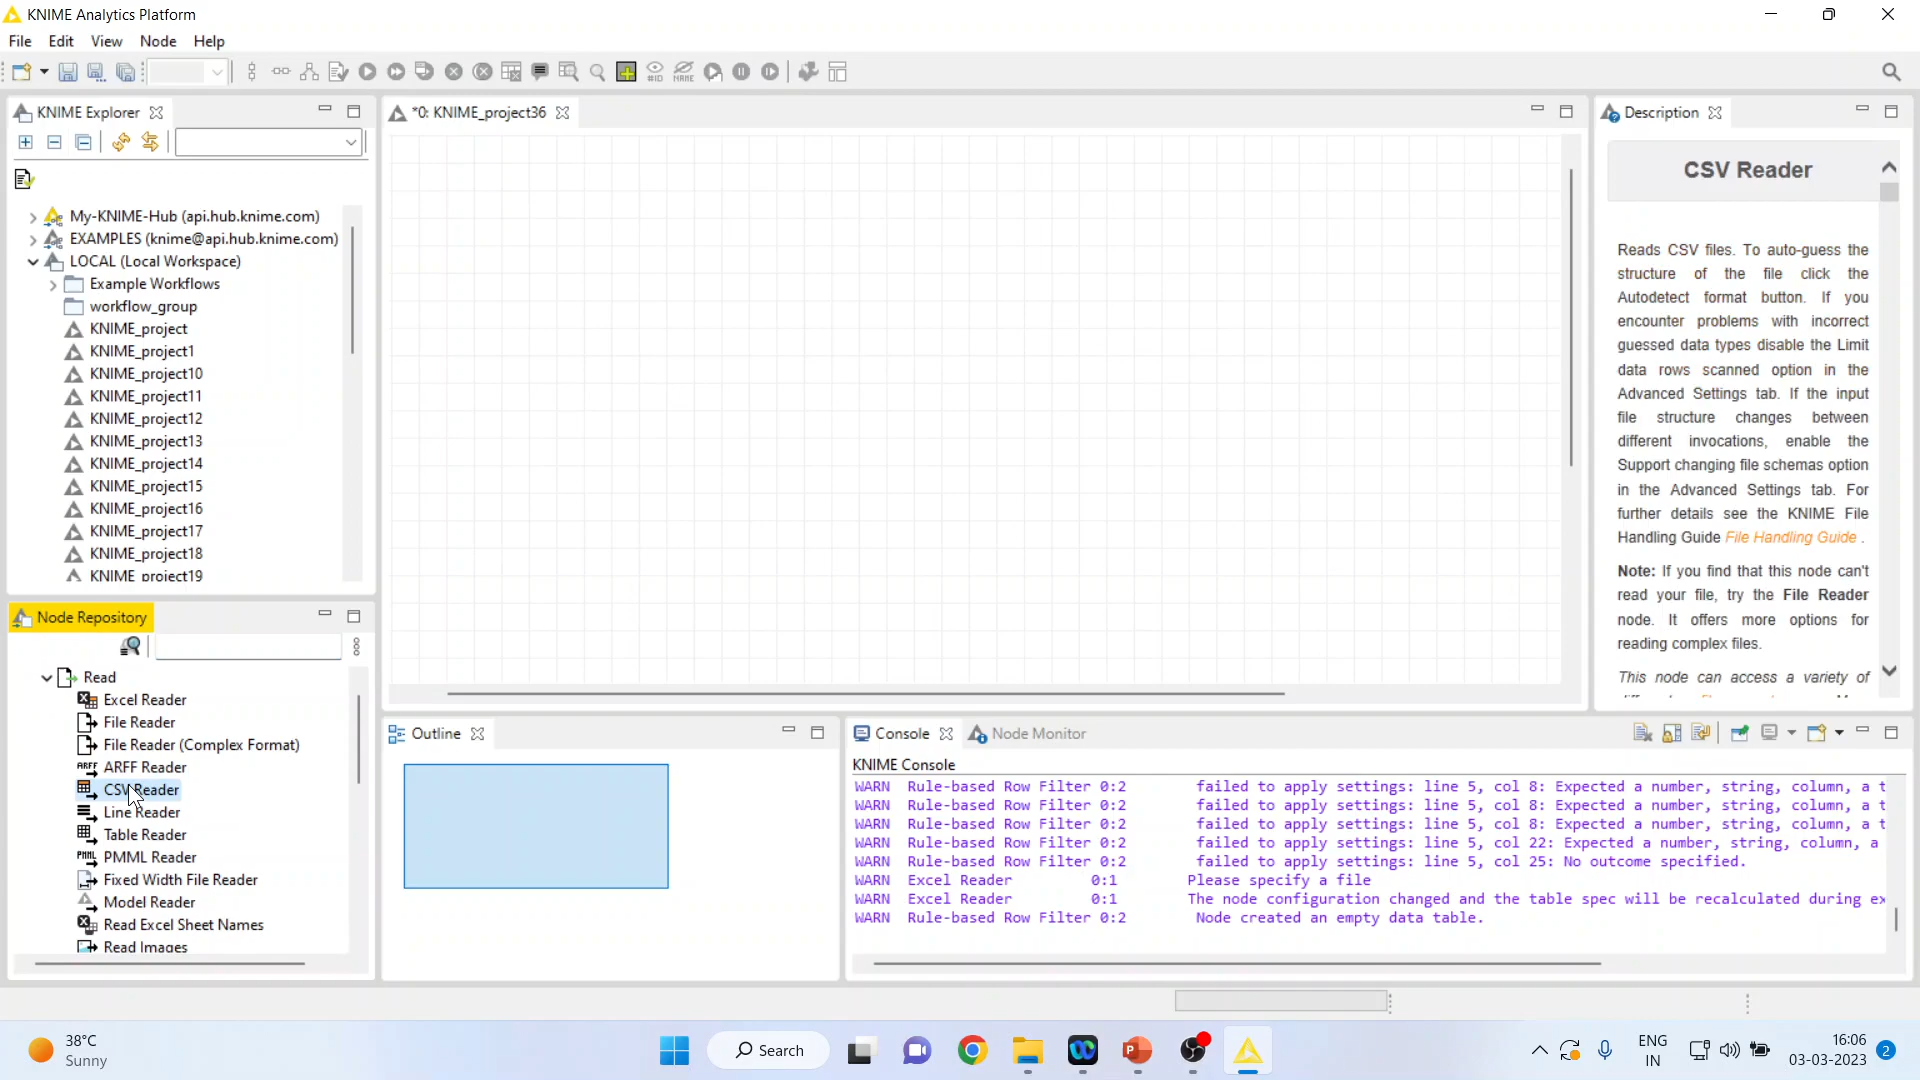 KNIME Analytics Platform
File Edit View Node Help
KNIME Explorer
My-KNIME-Hub (api.hub.knime.com)
EXAMPLES (knime@api.hub.knime.com)
LOCAL (Local Workspace)
Example Workflows
workflow_group
KNIME_project
KNIME_project1
KNIME_project10
KNIME_project11
KNIME_project12
KNIME_project13
KNIME_project14
KNIME_project15
KNIME_project16
KNIME_project17
KNIME_project18
KNIME_project19
Node Repository
Read
Excel Reader
File Reader
File Reader (Complex Format)
ARFF Reader
CSV Reader
Line Reader
Table Reader
PMML Reader
Fixed Width File Reader
Model Reader
Read Excel Sheet Names
Read Images
*0: KNIME_project36
Outline
Console
Node Monitor
KNIME Console
WARN Rule-based Row Filter 0:2 failed to apply settings: line 5, col 8: Expected a number, string, column, a t
WARN Rule-based Row Filter 0:2 failed to apply settings: line 5, col 8: Expected a number, string, column, a t
WARN Rule-based Row Filter 0:2 failed to apply settings: line 5, col 8: Expected a number, string, column, a t
WARN Rule-based Row Filter 0:2 failed to apply settings: line 5, col 22: Expected a number, string, column, a
WARN Rule-based Row Filter 0:2 failed to apply settings: line 5, col 25: No outcome specified.
WARN Excel Reader 0:1 Please specify a file
WARN Excel Reader 0:1 The node configuration changed and the table spec will be recalculated during ex
WARN Rule-based Row Filter 0:2 Node created an empty data table.
Description
CSV Reader
Reads CSV files. To auto-guess the
structure of the file click the
Autodetect format button. If you
encounter problems with incorrect
guessed data types disable the Limit
data rows scanned option in the
Advanced Settings tab. If the input
file structure changes between
different invocations, enable the
Support changing file schemas option
in the Advanced Settings tab. For
further details see the KNIME File
Handling Guide File Handling Guide .
Note: If you find that this node can't
read your file, try the File Reader
node. It offers more options for
reading complex files.
This node can access a variety of
38°C
Sunny
Search
ENG
IN
16:06
03-03-2023
2